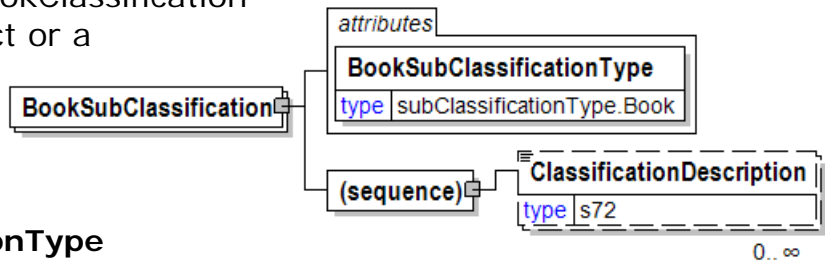 okClassification
ct or a
attributes
BookSubClassificationType
type subClassificationType.Book
BookSubClassification
(sequence)
ClassificationDescription
type s72
onType
0.. ∞